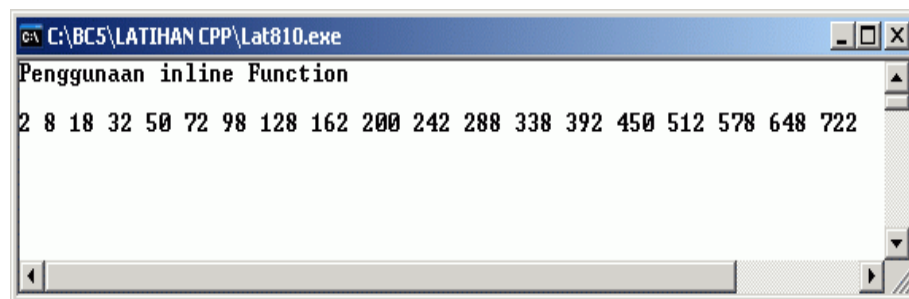 C:\BC5\LATIHAN CPP\Lat810.exe
Penggunaan inline Function
2 8 18 32 50 72 98 128 162 200 242 288 338 392 450 512 578 648 722